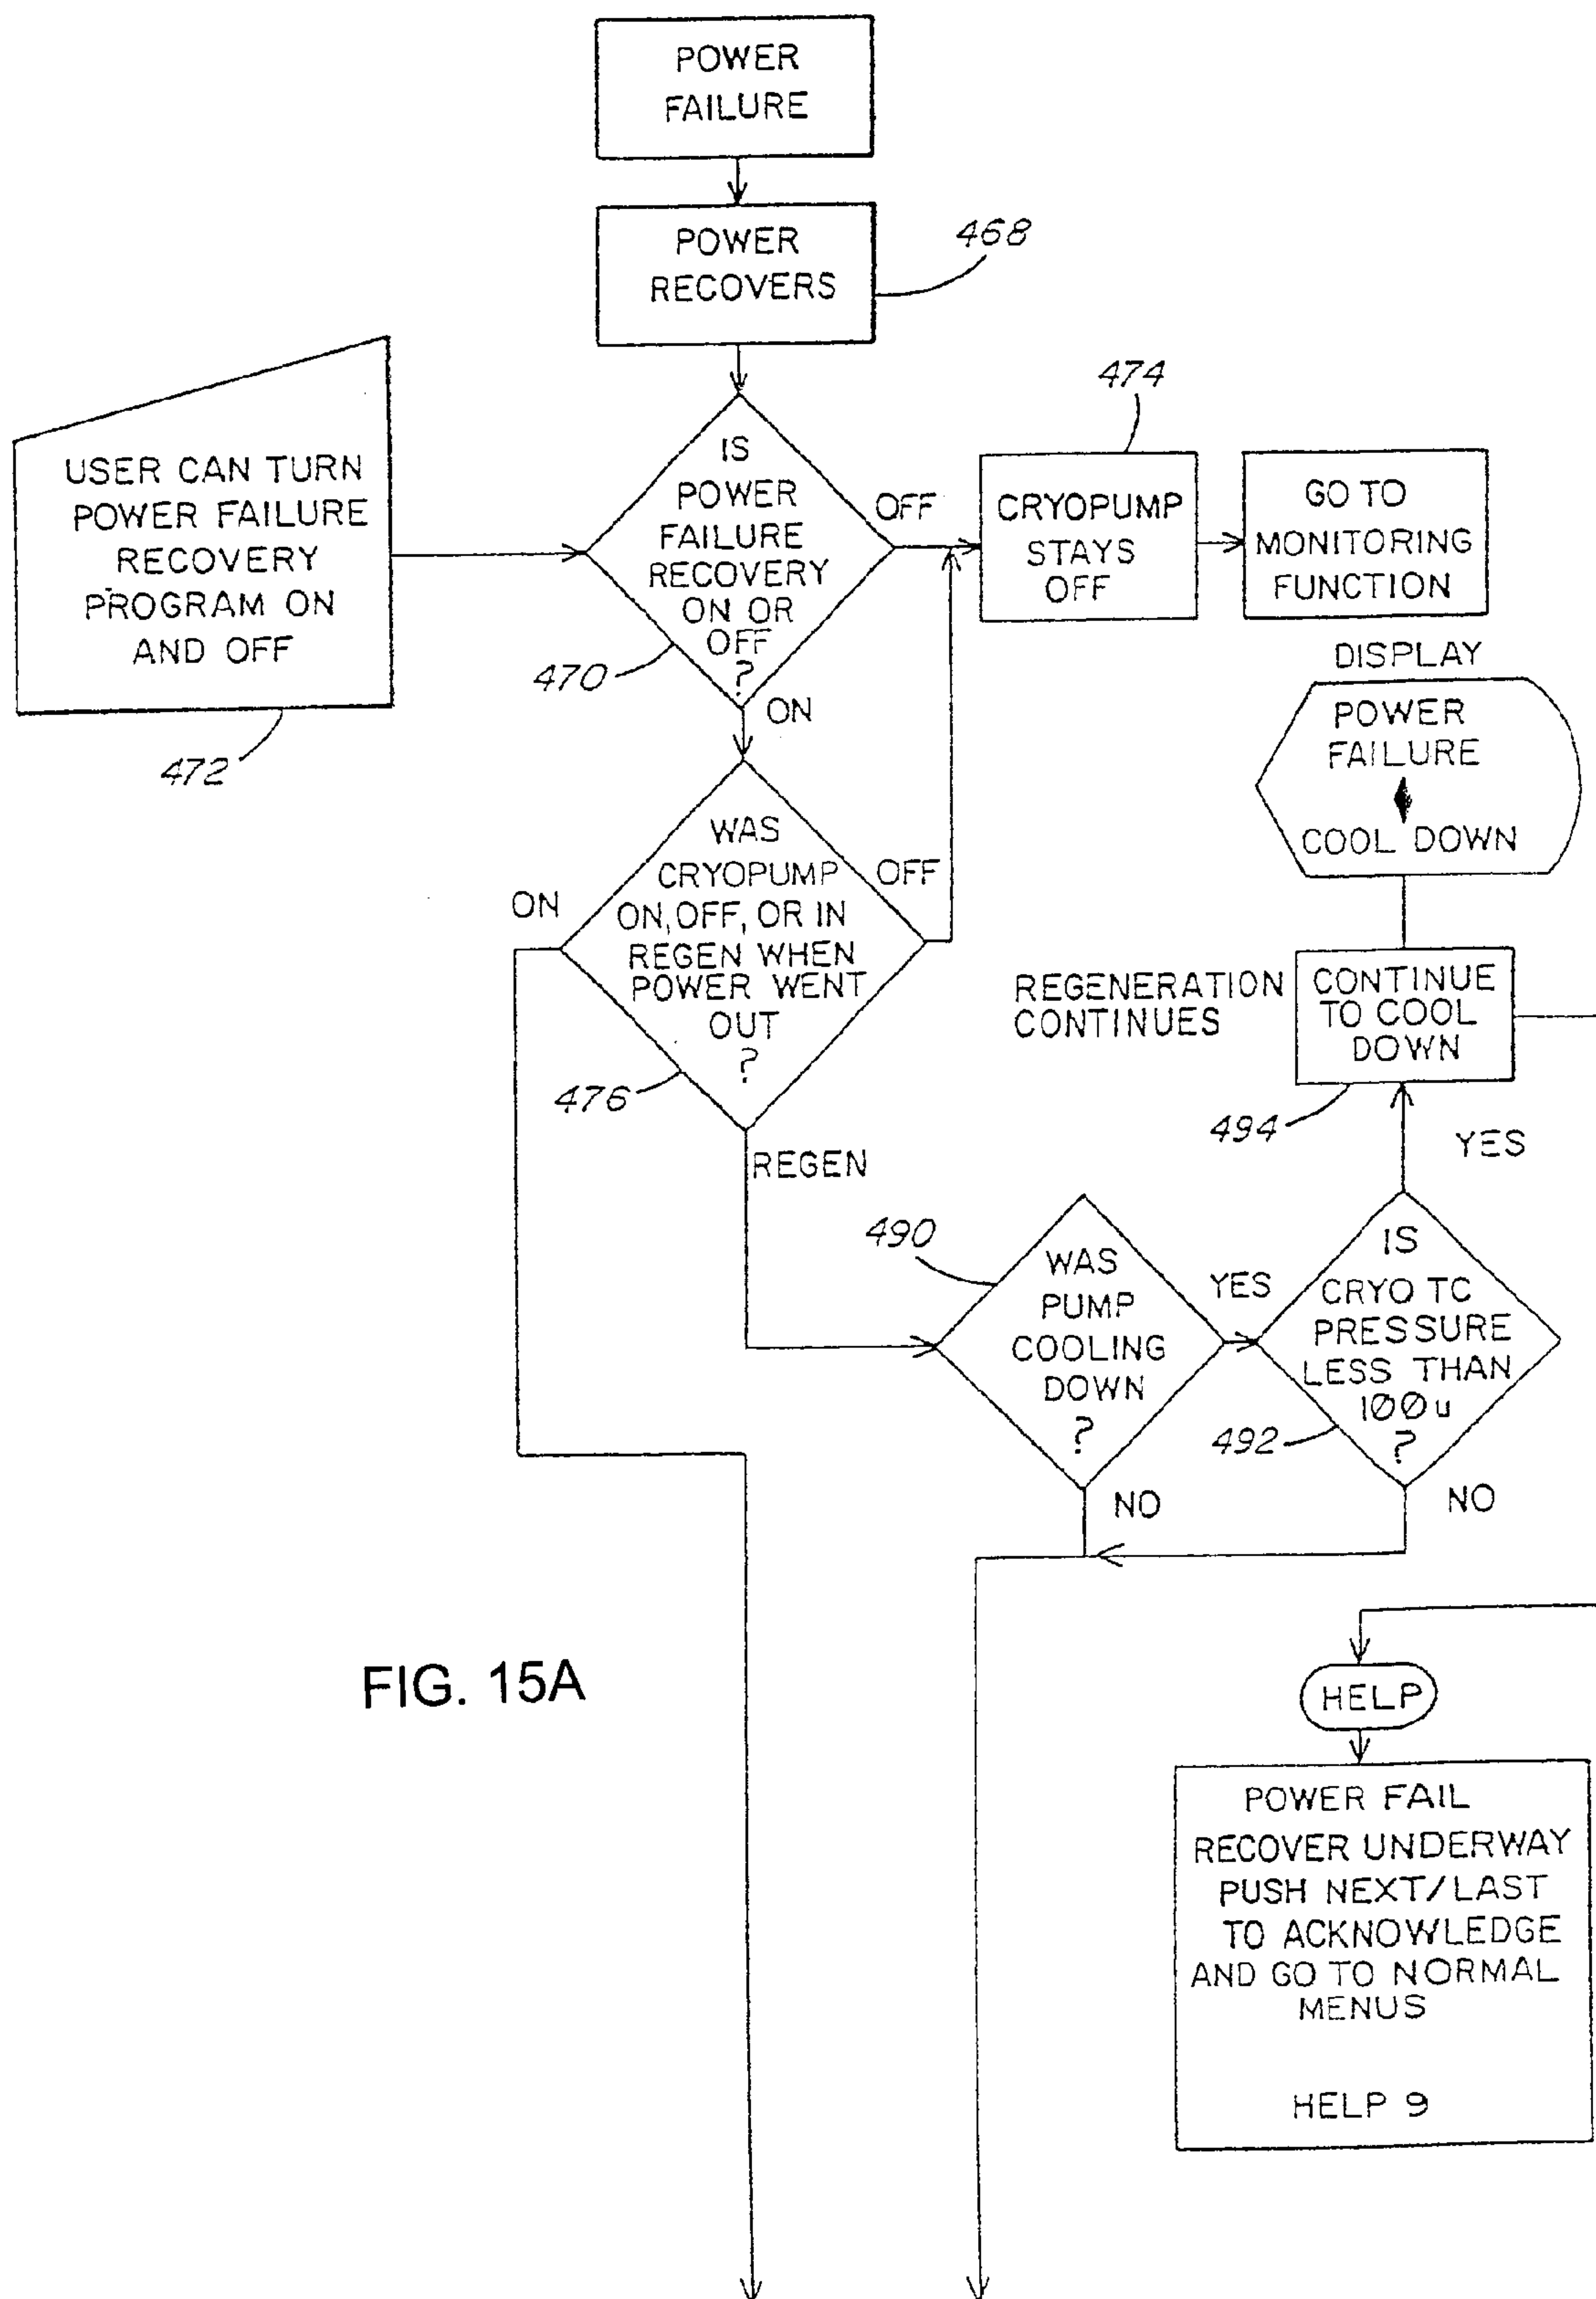 POWER
FAILURE
POWER
RECOVERS
468
USER CAN TURN
POWER FAILURE
RECOVERY
PROGRAM ON
AND OFF
472
IS
POWER
FAILURE
RECOVERY
ON OR
OFF
?
470
OFF
ON
474
CRYOPUMP
STAYS
OFF
GO TO
MONITORING
FUNCTION
DISPLAY
POWER
FAILURE
COOL DOWN
WAS
CRYOPUMP
ON, OFF, OR IN
REGEN WHEN
POWER WENT
OUT
?
476
ON
OFF
REGEN
REGENERATION
CONTINUES
CONTINUE
TO COOL
DOWN
494
YES
490
WAS
PUMP
COOLING
DOWN
?
YES
NO
IS
CRYO TC
PRESSURE
LESS THAN
100u
?
492
NO
FIG. 15A
HELP
POWER FAIL
RECOVER UNDERWAY
PUSH NEXT/LAST
TO ACKNOWLEDGE
AND GO TO NORMAL
MENUS
HELP 9